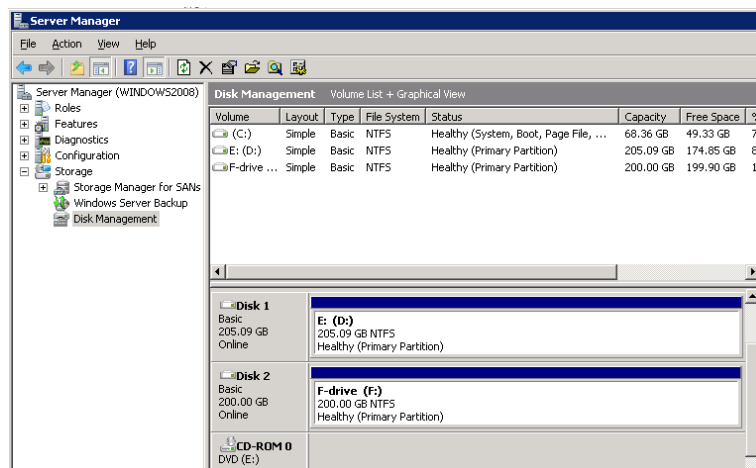 Server Manager
File Action View Help
Server Manager (WINDOWS2008)
Roles
Features
Diagnostics
Configuration
Storage
Storage Manager for SANs
Windows Server Backup
Disk Management
Disk Management Volume List + Graphical View
Volume Layout Type File System Status Capacity Free Space %
(C:) Simple Basic NTFS Healthy (System, Boot, Page File, ... 68.36 GB 49.33 GB 7
E: (D:) Simple Basic NTFS Healthy (Primary Partition) 205.09 GB 174.85 GB 8
F-drive ... Simple Basic NTFS Healthy (Primary Partition) 200.00 GB 199.90 GB 1
Disk 1
Basic
205.09 GB
Online
E: (D:)
205.09 GB NTFS
Healthy (Primary Partition)
Disk 2
Basic
200.00 GB
Online
F-drive (F:)
200.00 GB NTFS
Healthy (Primary Partition)
CD-ROM 0
DVD (E:)